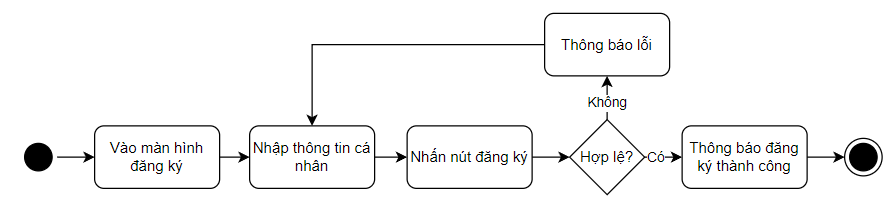 Thông báo lỗi
Không
Vào màn hình
đăng ký
Nhập thông tin cá
nhân
Nhấn nút đăng ký
Hợp lệ?
Có
Thông báo đăng
ký thành công